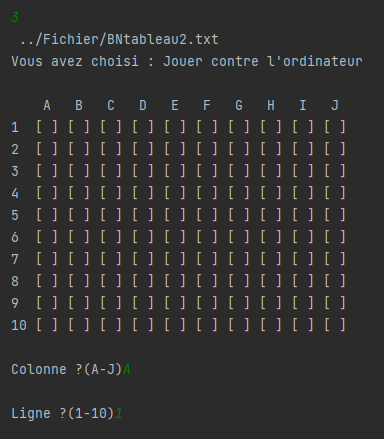 3
../Fichier/BNtableau2.txt
Vous avez choisi : Jouer contre l'ordinateur
A B C D E F G H I J
1 [ ] [ ] [ ] [ ] [ ] [ ] [ ] [ ] [ ] [ ]
2 [ ] [ ] [ ] [ ] [ ] [ ] [ ] [ ] [ ] [ ]
3 [ ] [ ] [ ] [ ] [ ] [ ] [ ] [ ] [ ] [ ]
4 [ ] [ ] [ ] [ ] [ ] [ ] [ ] [ ] [ ] [ ]
5 [ ] [ ] [ ] [ ] [ ] [ ] [ ] [ ] [ ] [ ]
6 [ ] [ ] [ ] [ ] [ ] [ ] [ ] [ ] [ ] [ ]
7 [ ] [ ] [ ] [ ] [ ] [ ] [ ] [ ] [ ] [ ]
8 [ ] [ ] [ ] [ ] [ ] [ ] [ ] [ ] [ ] [ ]
9 [ ] [ ] [ ] [ ] [ ] [ ] [ ] [ ] [ ] [ ]
10 [ ] [ ] [ ] [ ] [ ] [ ] [ ] [ ] [ ] [ ]
Colonne ?(A-J)A
Ligne ?(1-10)1